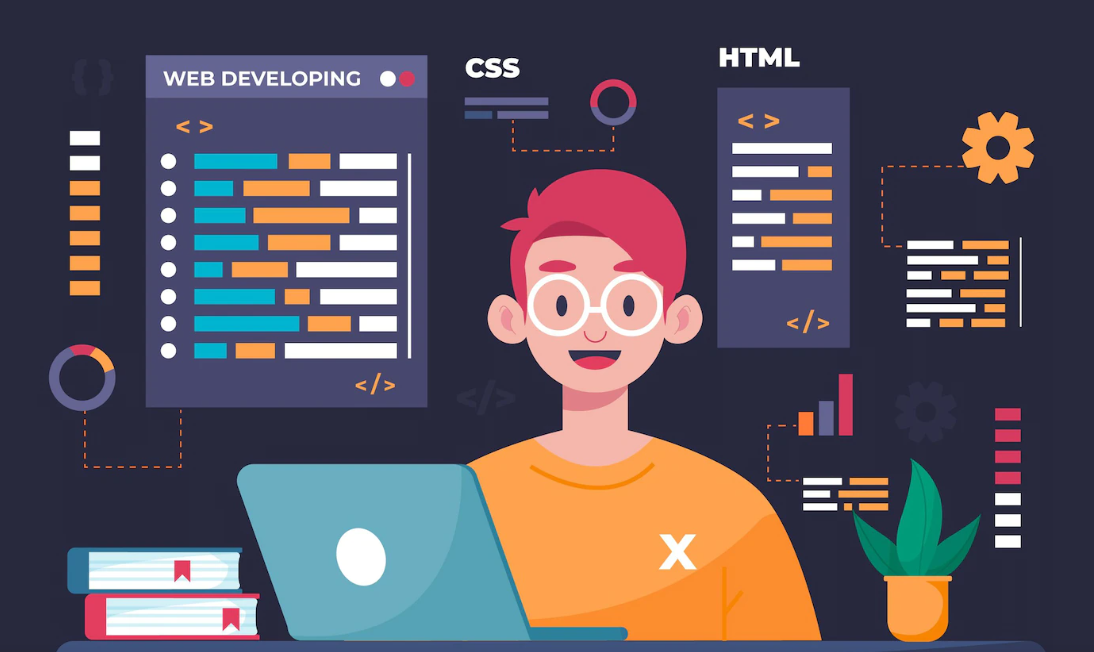 { }
WEB DEVELOPING
< >
</>
CSS
HTML
< >
</>
</>
X